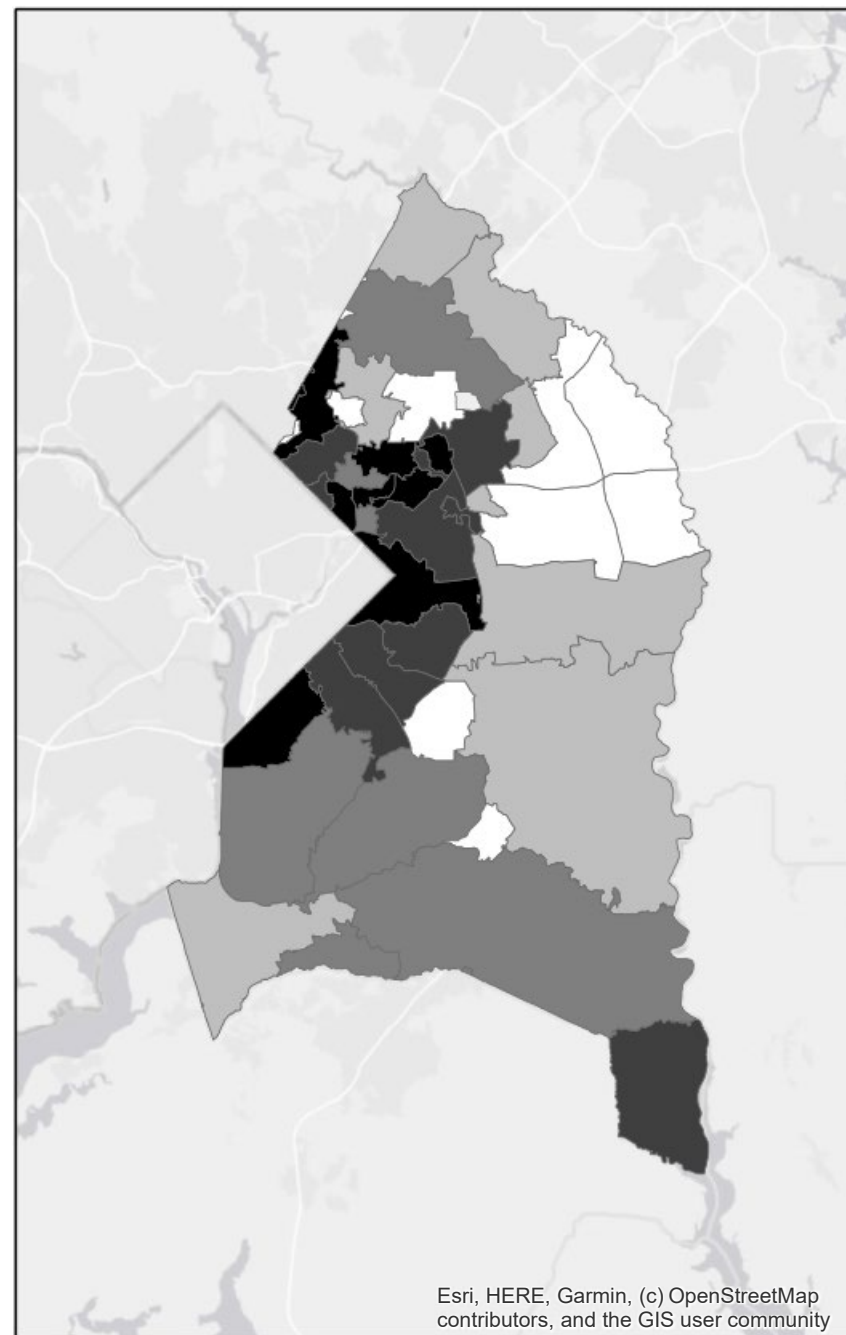 Esri, HERE, Garmin, (c) OpenStreetMap
contributors, and the GIS user community